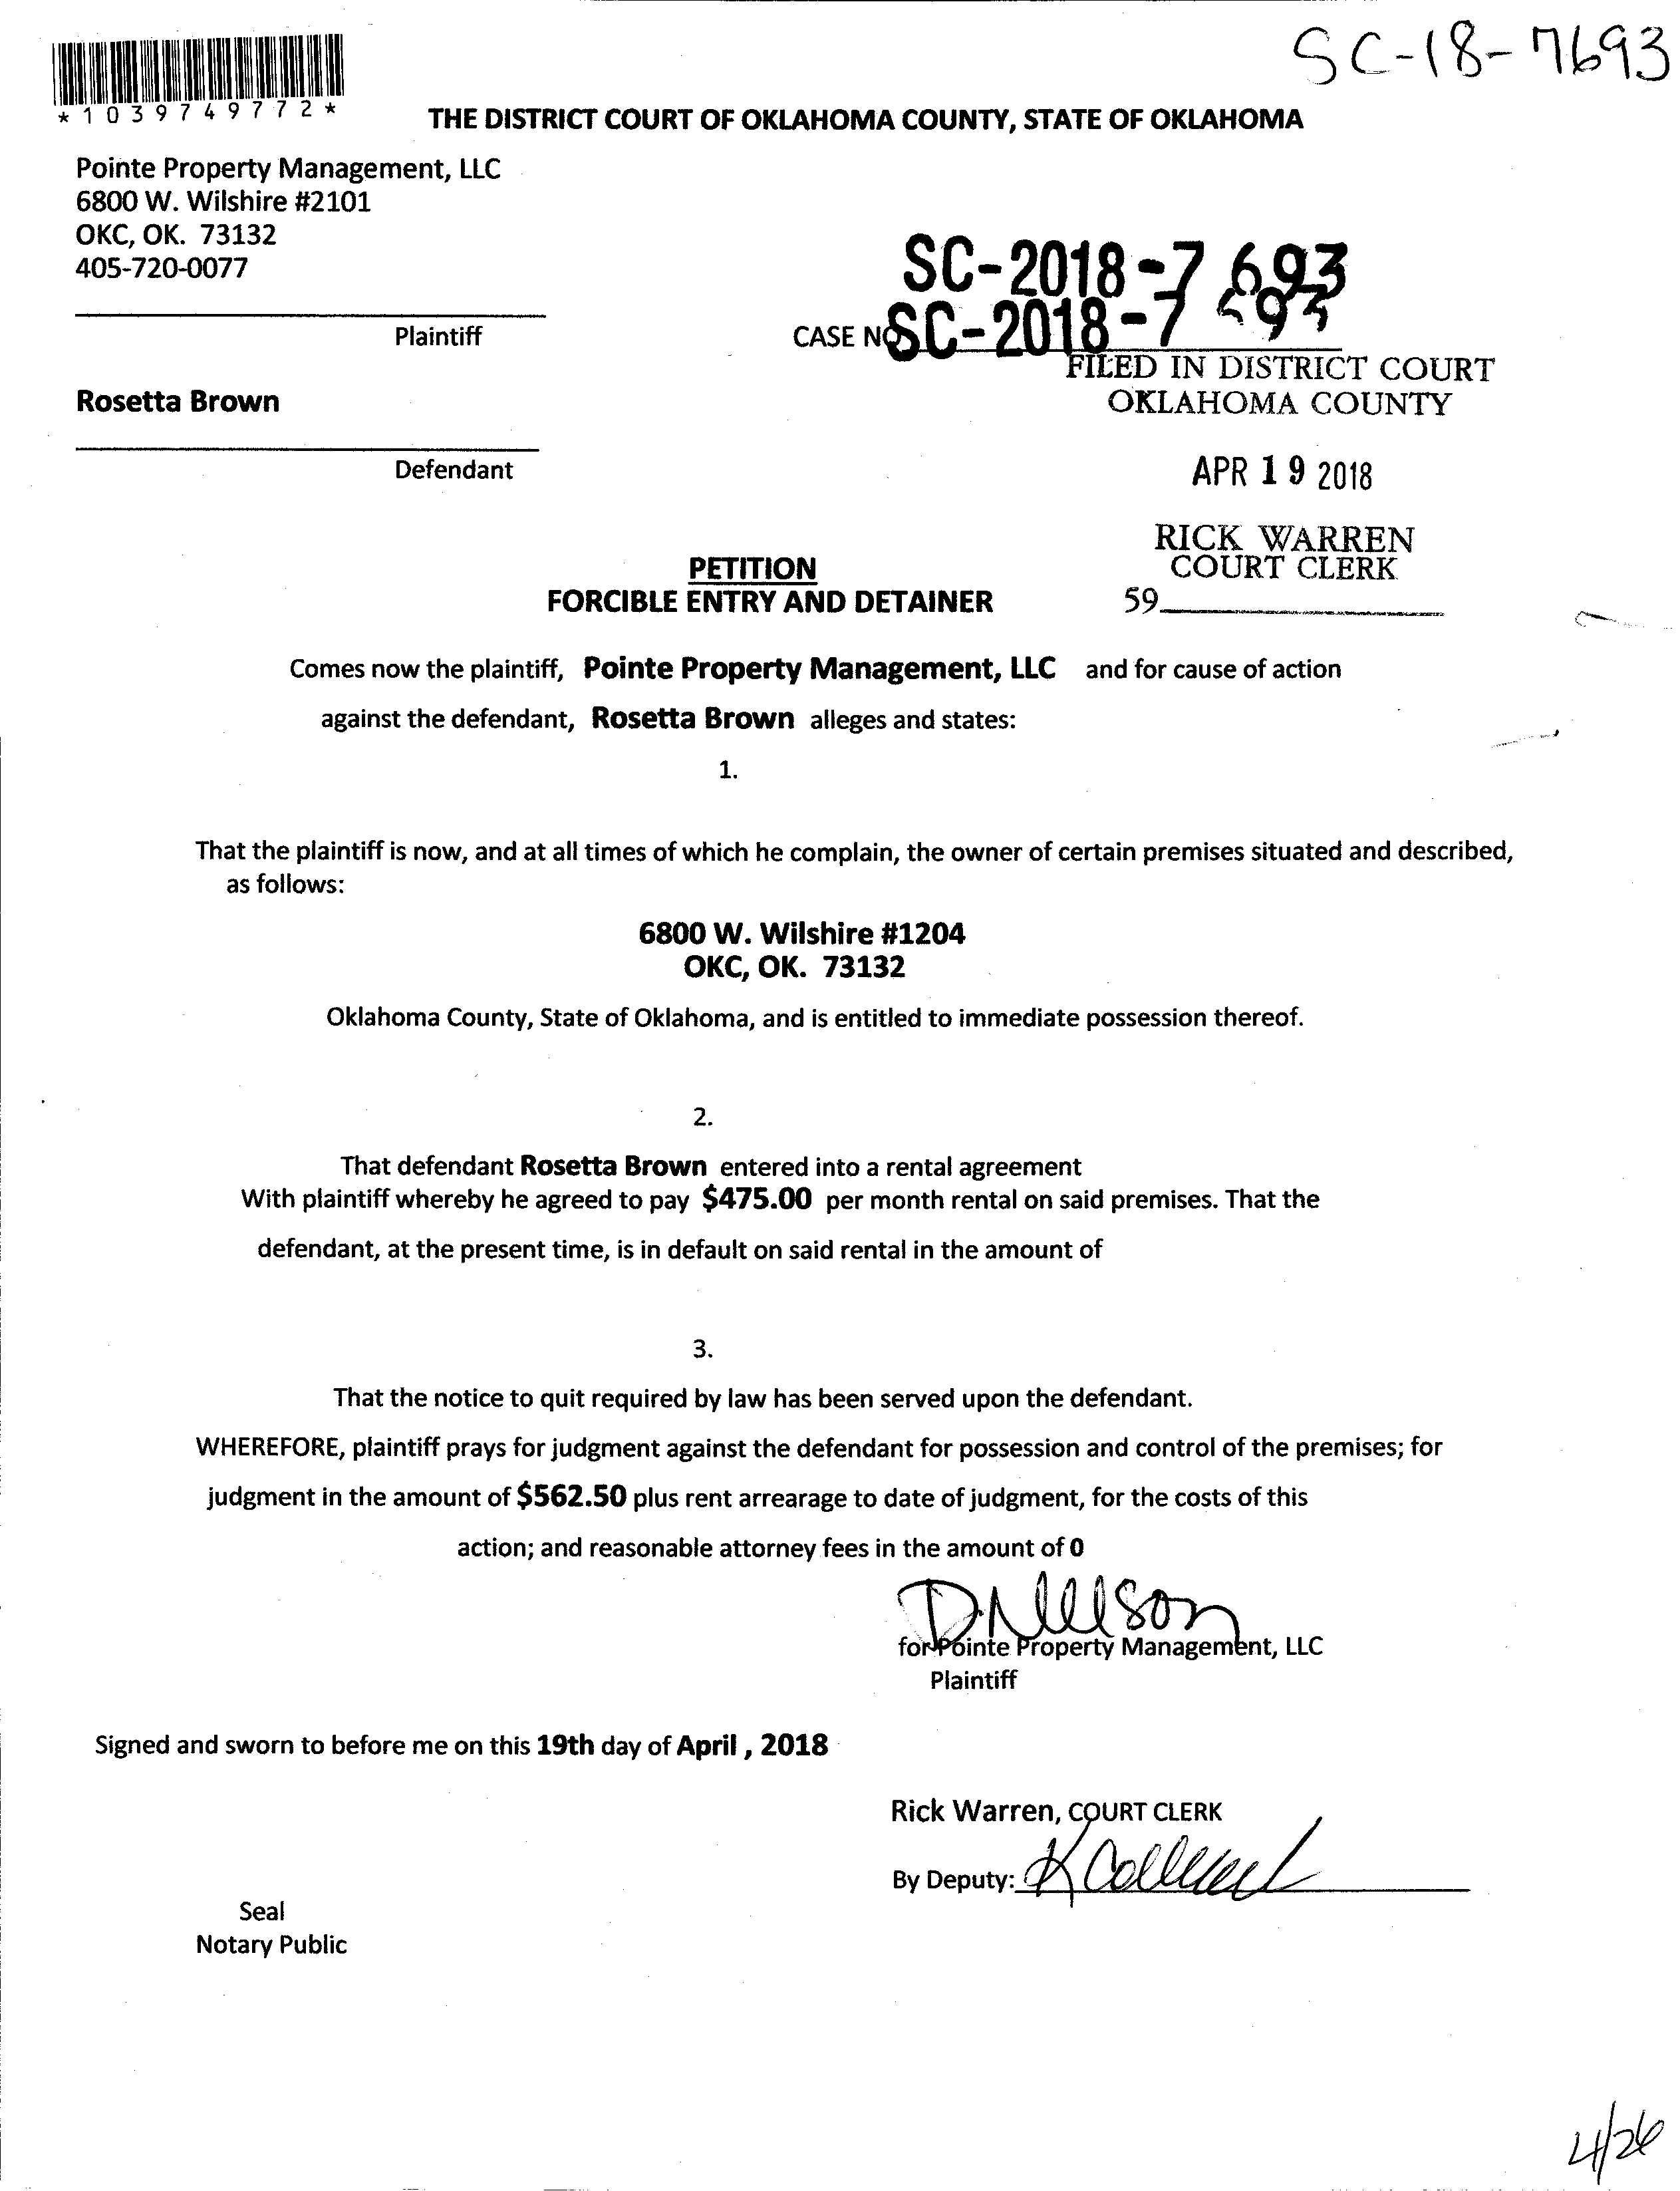 SC-18-7693
*1039749772*
THE DISTRICT COURT OF OKLAHOMA COUNTY, STATE OF OKLAHOMA
Pointe Property Management, LLC
6800 W. Wilshire #2101
OKC, OK. 73132
405-720-0077
SC-2018-7693
Plaintiff
CASE NO SC-2018-7693
FILED IN DISTRICT COURT
OKLAHOMA COUNTY
Rosetta Brown
Defendant
APR 19 2018
RICK WARREN
COURT CLERK
59
PETITION
FORCIBLE ENTRY AND DETAINER
Comes now the plaintiff, Pointe Property Management, LLC and for cause of action
against the defendant, Rosetta Brown alleges and states:
1.
That the plaintiff is now, and at all times of which he complain, the owner of certain premises situated and described,
as follows:
6800 W. Wilshire #1204
OKC, OK. 73132
Oklahoma County, State of Oklahoma, and is entitled to immediate possession thereof.
2.
That defendant Rosetta Brown entered into a rental agreement
With plaintiff whereby he agreed to pay $475.00 per month rental on said premises. That the
defendant, at the present time, is in default on said rental in the amount of
3.
That the notice to quit required by law has been served upon the defendant.
WHEREFORE, plaintiff prays for judgment against the defendant for possession and control of the premises; for
judgment in the amount of $562.50 plus rent arrearage to date of judgment, for the costs of this
action; and reasonable attorney fees in the amount of 0
for Pointe Property Management, LLC
Plaintiff
Signed and sworn to before me on this 19th day of April , 2018
Rick Warren, COURT CLERK
By Deputy:
Seal
Notary Public
4/26